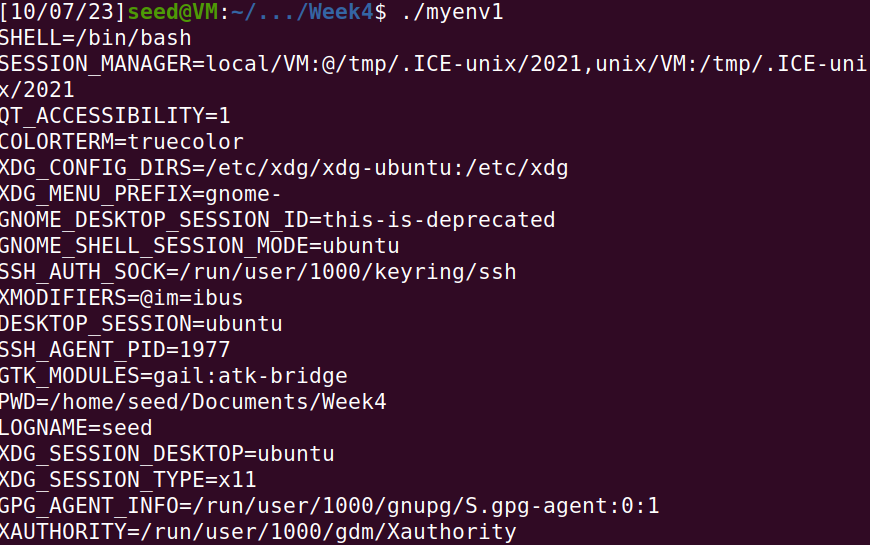 [10/07/23]seed@VM:~/.../Week4$ ./myenv1
SHELL=/bin/bash
SESSION_MANAGER=local/VM:@/tmp/.ICE-unix/2021,unix/VM:/tmp/.ICE-uni
x/2021
QT_ACCESSIBILITY=1
COLORTERM=truecolor
XDG_CONFIG_DIRS=/etc/xdg/xdg-ubuntu:/etc/xdg
XDG_MENU_PREFIX=gnome-
GNOME_DESKTOP_SESSION_ID=this-is-deprecated
GNOME_SHELL_SESSION_MODE=ubuntu
SSH_AUTH_SOCK=/run/user/1000/keyring/ssh
XMODIFIERS=@im=ibus
DESKTOP_SESSION=ubuntu
SSH_AGENT_PID=1977
GTK_MODULES=gail:atk-bridge
PWD=/home/seed/Documents/Week4
LOGNAME=seed
XDG_SESSION_DESKTOP=ubuntu
XDG_SESSION_TYPE=x11
GPG_AGENT_INFO=/run/user/1000/gnupg/S.gpg-agent:0:1
XAUTHORITY=/run/user/1000/gdm/Xauthority